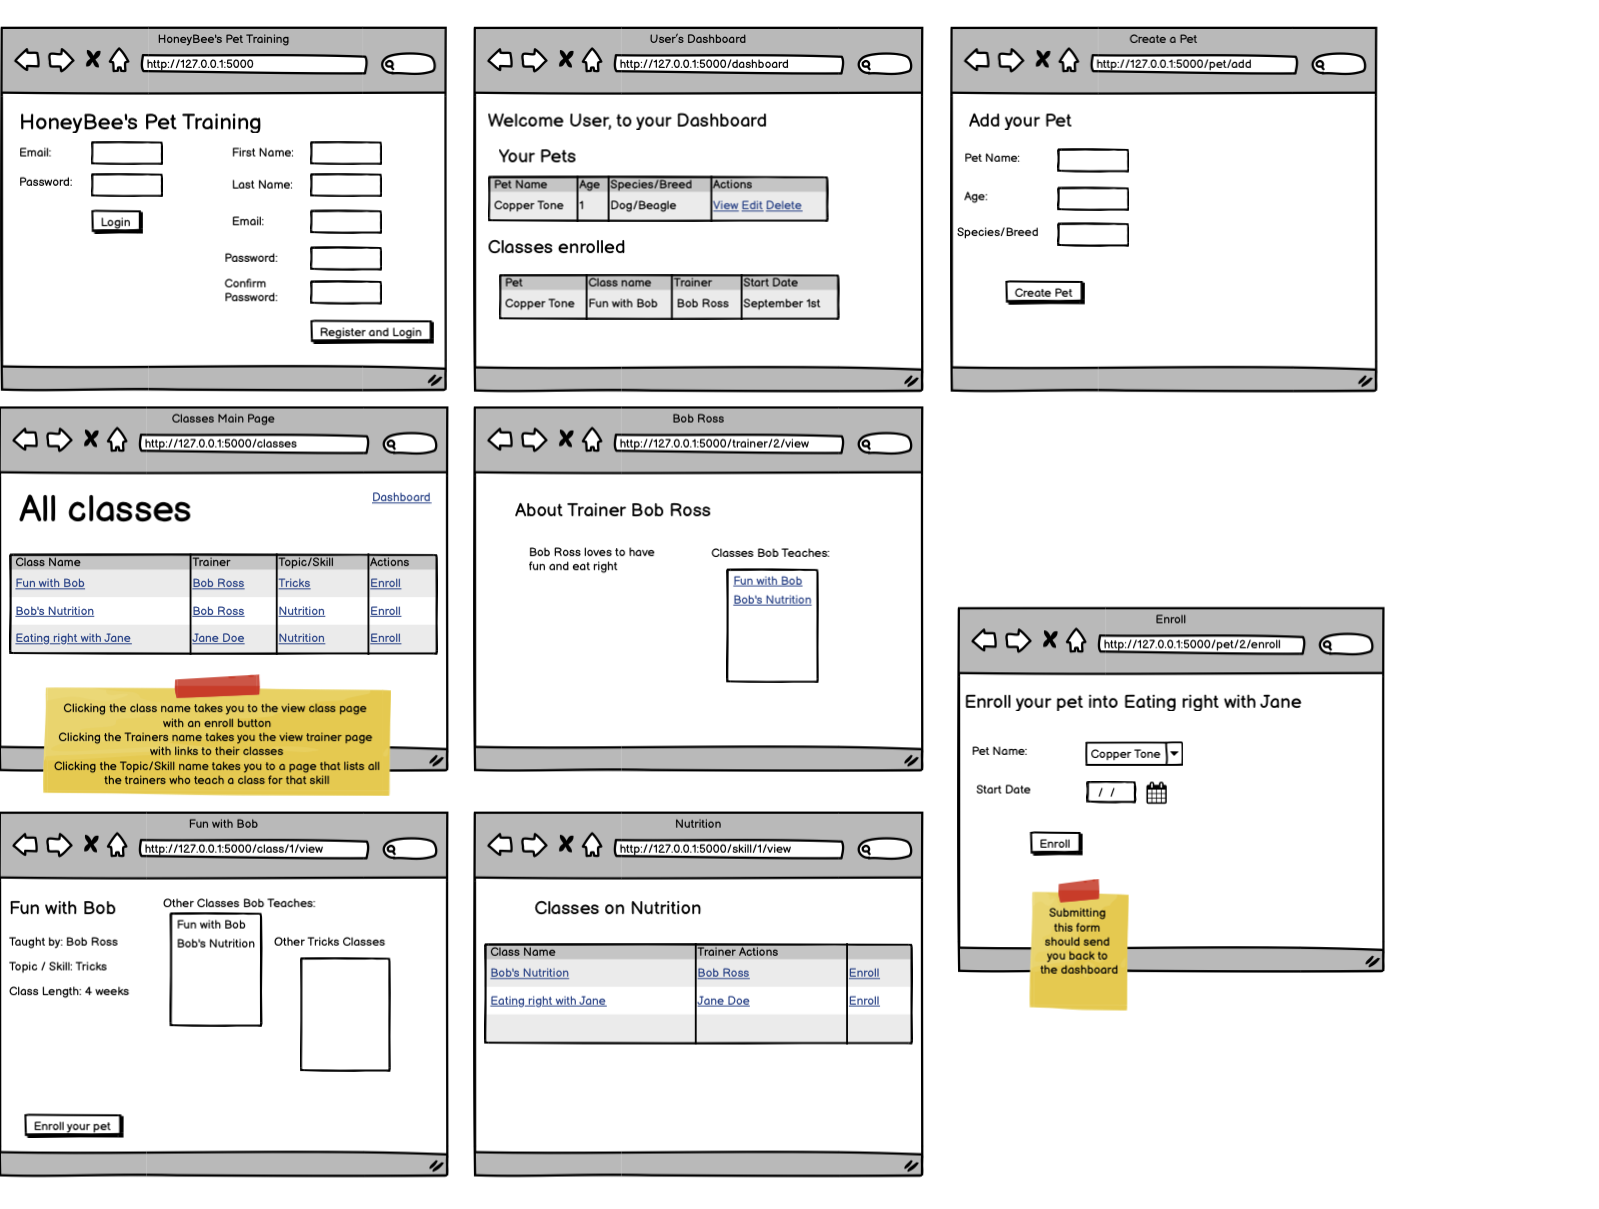 HoneyBee's Pet Training
http://127.0.0.1:5000
HoneyBee's Pet Training
Email:
Password:
Login
First Name:
Last Name:
Email:
Password:
Confirm
Password:
Register and Login
User's Dashboard
http://127.0.0.1:5000/dashboard
Welcome User, to your Dashboard
Your Pets
Pet Name Age Species/Breed Actions
Copper Tone 1 Dog/Beagle View Edit Delete
Classes enrolled
Pet Class name Trainer Start Date
Copper Tone Fun with Bob Bob Ross September 1st
Create a Pet
http://127.0.0.1:5000/pet/add
Add your Pet
Pet Name:
Age:
Species/Breed
Create Pet
Classes Main Page
http://127.0.0.1:5000/classes
All classes
Dashboard
Class Name Trainer Topic/Skill Actions
Fun with Bob Bob Ross Tricks Enroll
Bob's Nutrition Bob Ross Nutrition Enroll
Eating right with Jane Jane Doe Nutrition Enroll
Clicking the class name takes you to the view class page
with an enroll button
Clicking the Trainers name takes you the view trainer page
with links to their classes
Clicking the Topic/Skill name takes you to a page that lists all
the trainers who teach a class for that skill
Bob Ross
http://127.0.0.1:5000/trainer/2/view
About Trainer Bob Ross
Bob Ross loves to have
fun and eat right
Classes Bob Teaches:
Fun with Bob
Bob's Nutrition
Enroll
http://127.0.0.1:5000/pet/2/enroll
Enroll your pet into Eating right with Jane
Pet Name: Copper Tone
Start Date / /
Enroll
Submitting
this form
should send
you back to
the dashboard
Fun with Bob
http://127.0.0.1:5000/class/1/view
Fun with Bob
Taught by: Bob Ross
Topic / Skill: Tricks
Class Length: 4 weeks
Other Classes Bob Teaches:
Fun with Bob
Bob's Nutrition
Other Tricks Classes
Enroll your pet
Nutrition
http://127.0.0.1:5000/skill/1/view
Classes on Nutrition
Class Name Trainer Actions
Bob's Nutrition Bob Ross Enroll
Eating right with Jane Jane Doe Enroll